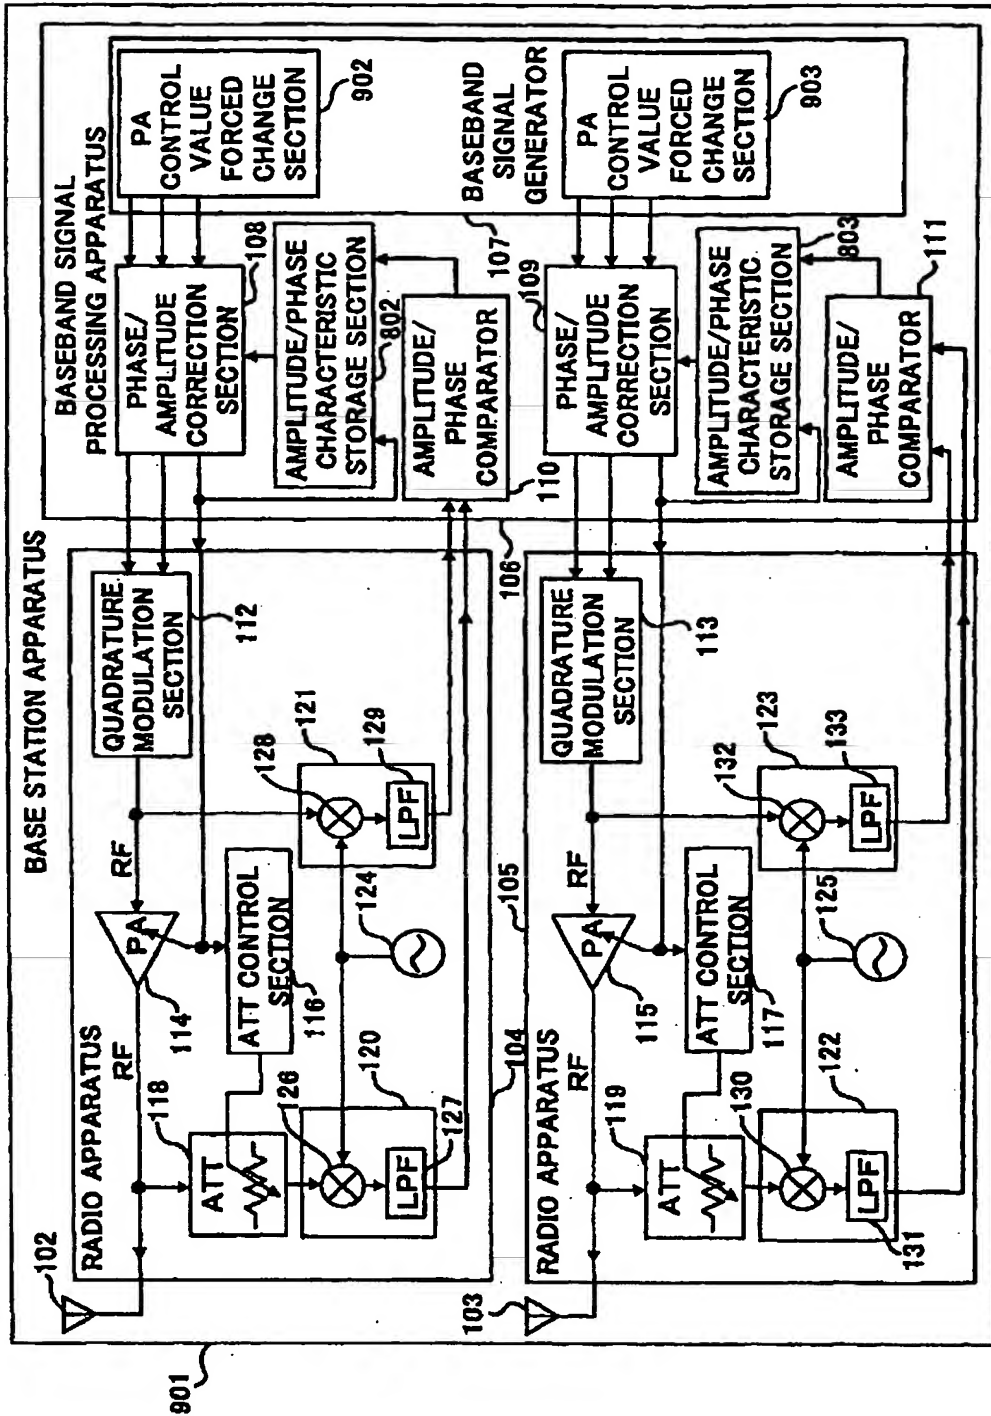 901
BASE STATION APPARATUS
102
RADIO APPARATUS
104
RF
RF
118
ATT
114
PA
ATT CONTROL
SECTION
116
126
120
LPF
127
124
128
121
LPF
129
QUADRATURE
MODULATION
SECTION
112
BASEBAND SIGNAL
PROCESSING APPARATUS
106
PHASE/
AMPLITUDE
CORRECTION
SECTION
108
AMPLITUDE/PHASE
CHARACTERISTIC
STORAGE SECTION
802
AMPLITUDE/
PHASE
COMPARATOR
110
PA
CONTROL
VALUE
FORCED
CHANGE
SECTION
902
107
BASEBAND
SIGNAL
GENERATOR
103
RADIO APPARATUS
105
RF
RF
119
ATT
115
PA
ATT CONTROL
SECTION
117
130
122
LPF
131
125
132
123
LPF
133
QUADRATURE
MODULATION
SECTION
113
109
PHASE/
AMPLITUDE
CORRECTION
SECTION
AMPLITUDE/PHASE
CHARACTERISTIC
STORAGE SECTION
803
AMPLITUDE/
PHASE
COMPARATOR
111
PA
CONTROL
VALUE
FORCED
CHANGE
SECTION
903